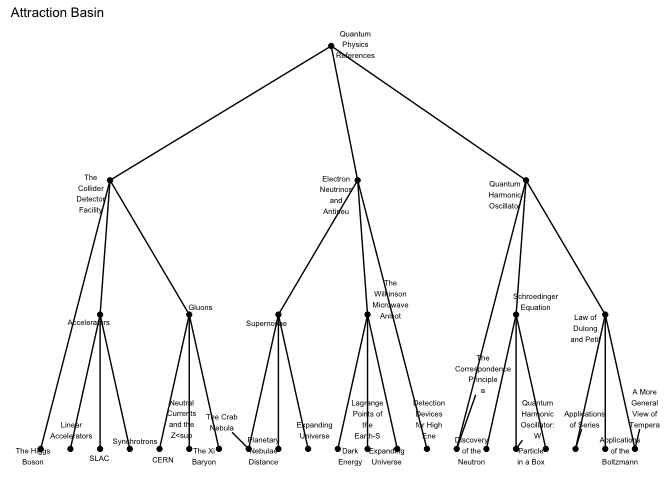 Attraction Basin
Quantum
Physics
References
The
Collider
Detector
Facility
Electron
Neutrinos
and
Antineu
Quantum
Harmonic
Oscillator
Accelerators
Gluons
Supernovae
The
Wilkinson
Microwave
Anisot
Schroedinger
Equation
Law of
Dulong
and Petit
The Higgs
Boson
Linear
Accelerators
SLAC
Synchrotrons
CERN
Neutral
Currents
and the
Z<sup
The Xi
Baryon
The Crab
Nebula
Planetary
Nebulae
Distance
Expanding
Universe
Dark
Energy
Lagrange
Points of
the
Earth-S
Expanding
Universe
Detection
Devices
for High
Ene
The
Correspondence
Principle
a
Discovery
of the
Neutron
Quantum
Harmonic
Oscillator:
W
Particle
in a Box
Applications
of Series
Applications
of the
Boltzmann
A More
General
View of
Tempera